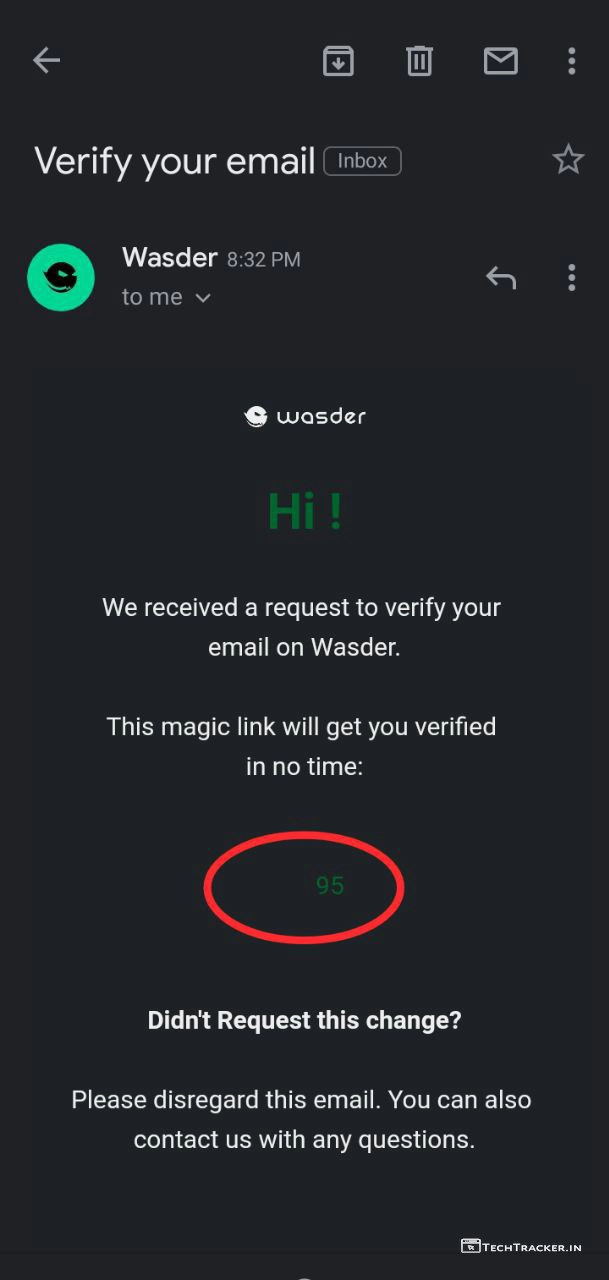 Verify your email Inbox
Wasder 8:32 PM
to me
wasder
Hi !
We received a request to verify your
email on Wasder.
This magic link will get you verified
in no time:
95
Didn't Request this change?
Please disregard this email. You can also
contact us with any questions.
TechTracker.in